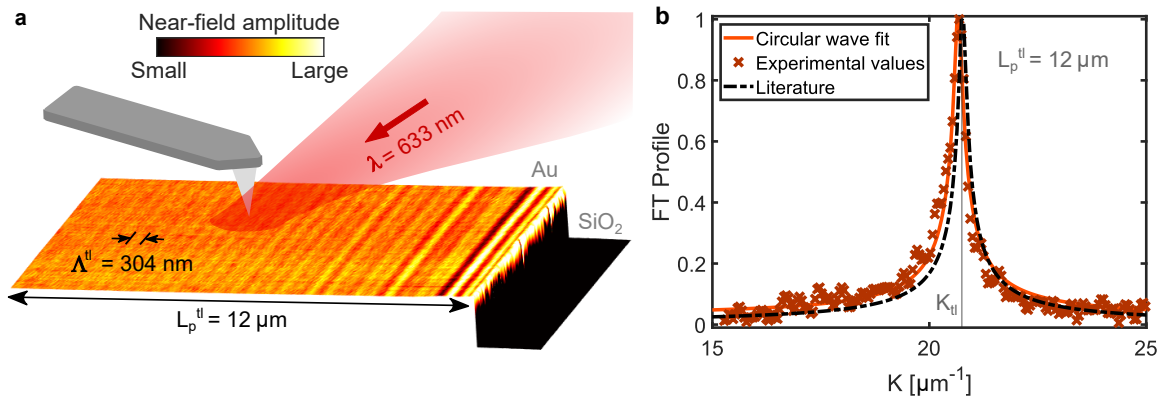 a
Near-field amplitude
Small Large
λ = 633 nm
Au
SiO₂
Λᵗˡ = 304 nm
Lₚᵗˡ = 12 µm
b
Circular wave fit
Experimental values
Literature
Lₚᵗˡ = 12 µm
FT Profile
1
0.8
0.6
0.4
0.2
0
Kₜₗ
15 20 25
K [µm⁻¹]